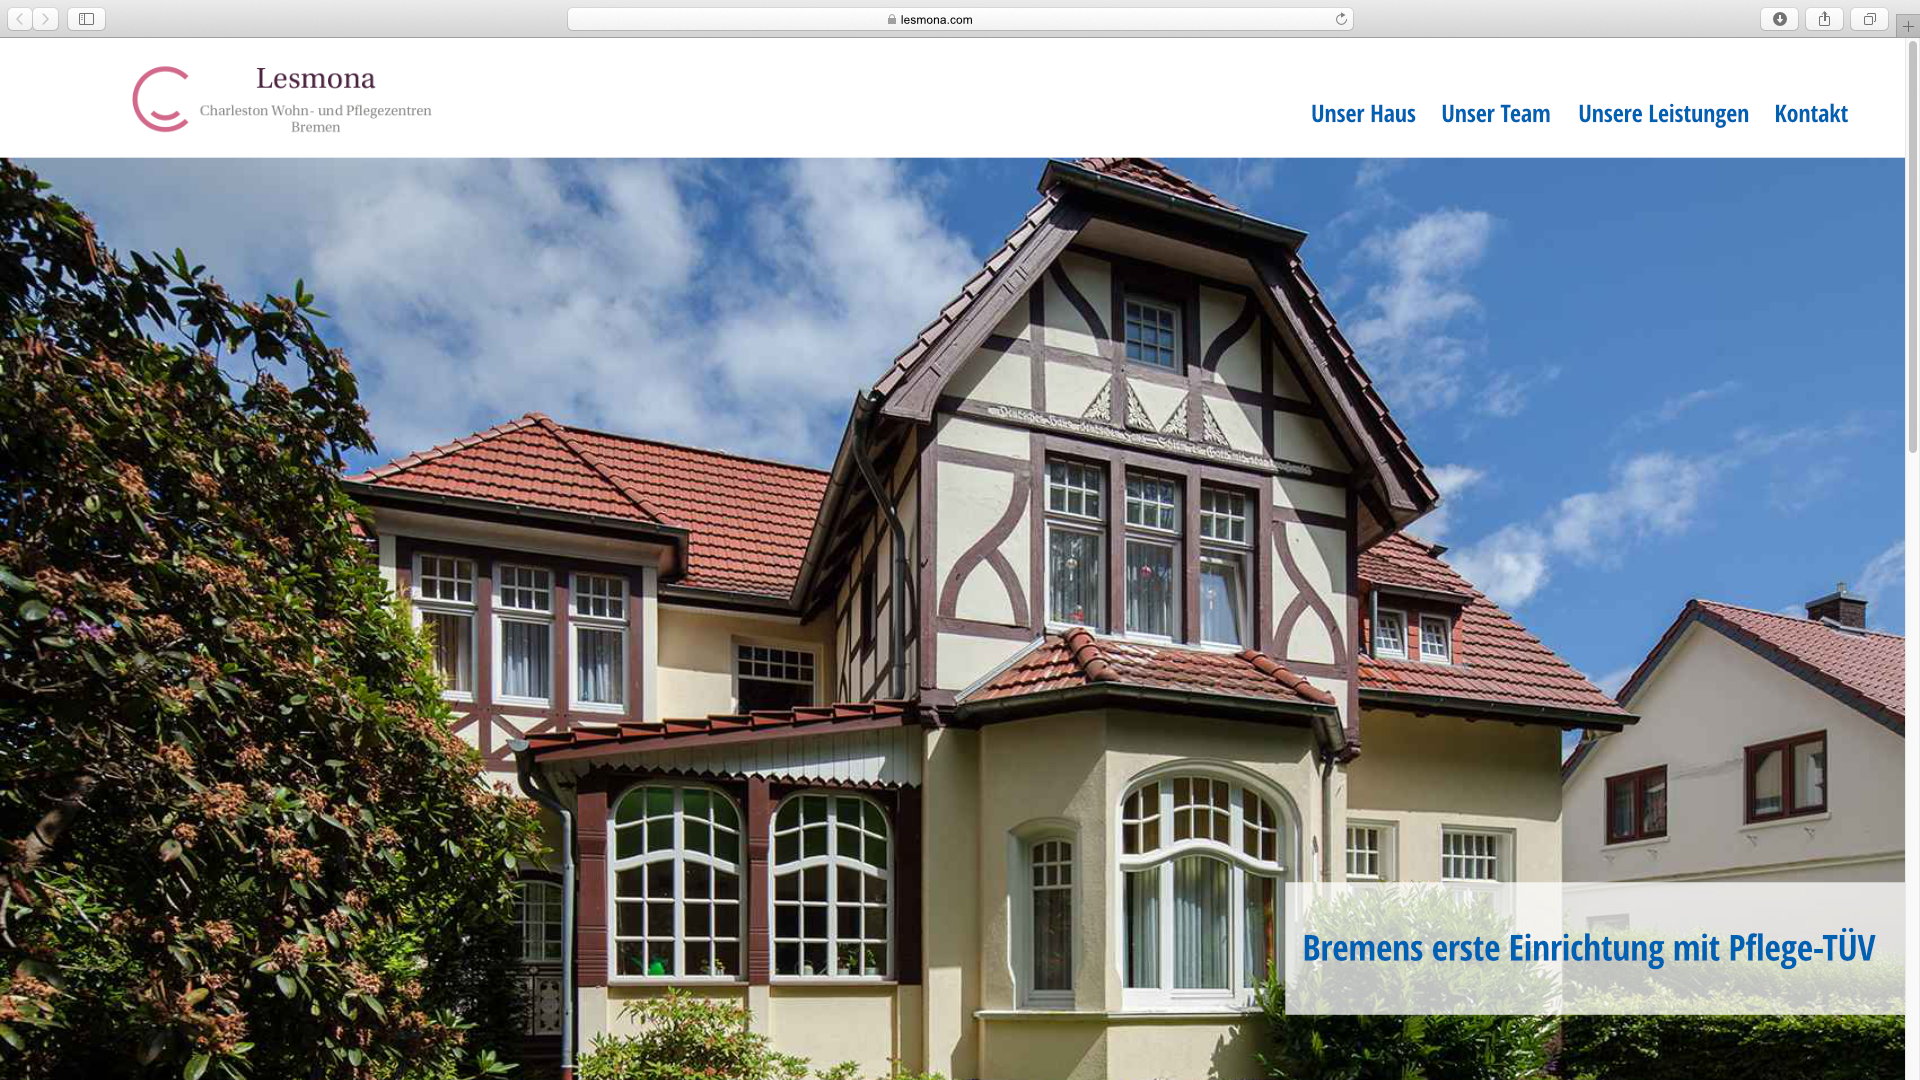 lesmona.com
Lesmona
Charleston Wohn- und Pflegezentren
Bremen
Unser Haus Unser Team Unsere Leistungen Kontakt
Bremens erste Einrichtung mit Pflege-TÜV